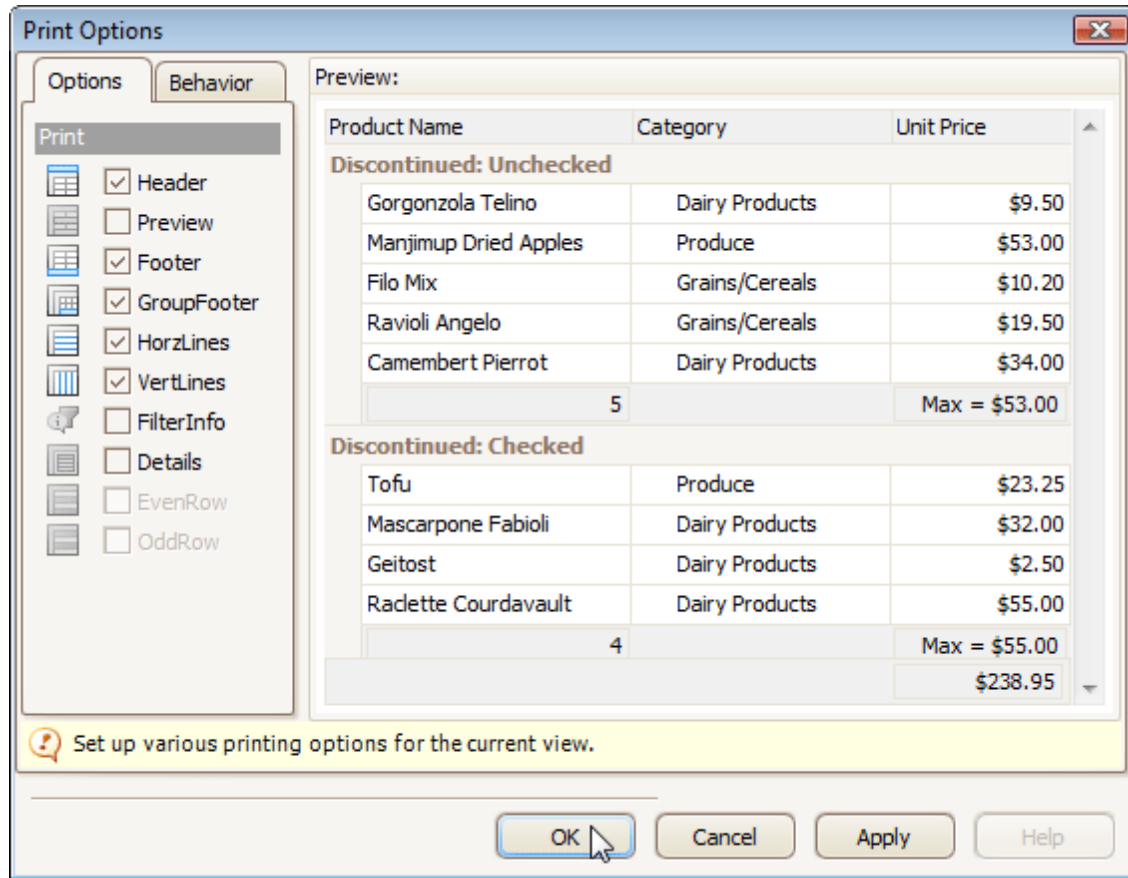 Print Options
Options
Behavior
Print
Header
Preview
Footer
GroupFooter
HorzLines
VertLines
FilterInfo
Details
EvenRow
OddRow
Preview:
Product Name Category Unit Price
Discontinued: Unchecked
Gorgonzola Telino Dairy Products $9.50
Manjimup Dried Apples Produce $53.00
Filo Mix Grains/Cereals $10.20
Ravioli Angelo Grains/Cereals $19.50
Camembert Pierrot Dairy Products $34.00
5 Max = $53.00
Discontinued: Checked
Tofu Produce $23.25
Mascarpone Fabioli Dairy Products $32.00
Geitost Dairy Products $2.50
Raclette Courdavault Dairy Products $55.00
4 Max = $55.00
$238.95
Set up various printing options for the current view.
OK Cancel Apply Help